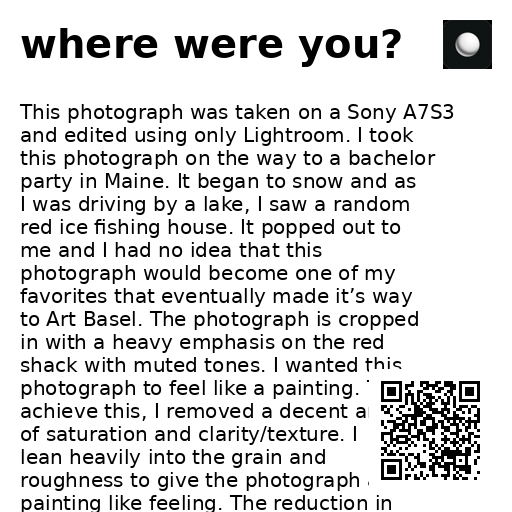 where were you?
This photograph was taken on a Sony A7S3
and edited using only Lightroom. I took
this photograph on the way to a bachelor
party in Maine. It began to snow and as
I was driving by a lake, I saw a random
red ice fishing house. It popped out to
me and I had no idea that this
photograph would become one of my
favorites that eventually made it’s way
to Art Basel. The photograph is cropped
in with a heavy emphasis on the red
shack with muted tones. I wanted this
photograph to feel like a painting.
achieve this, I removed a decent
of saturation and clarity/texture. I
lean heavily into the grain and
roughness to give the photograph
painting like feeling. The reduction in